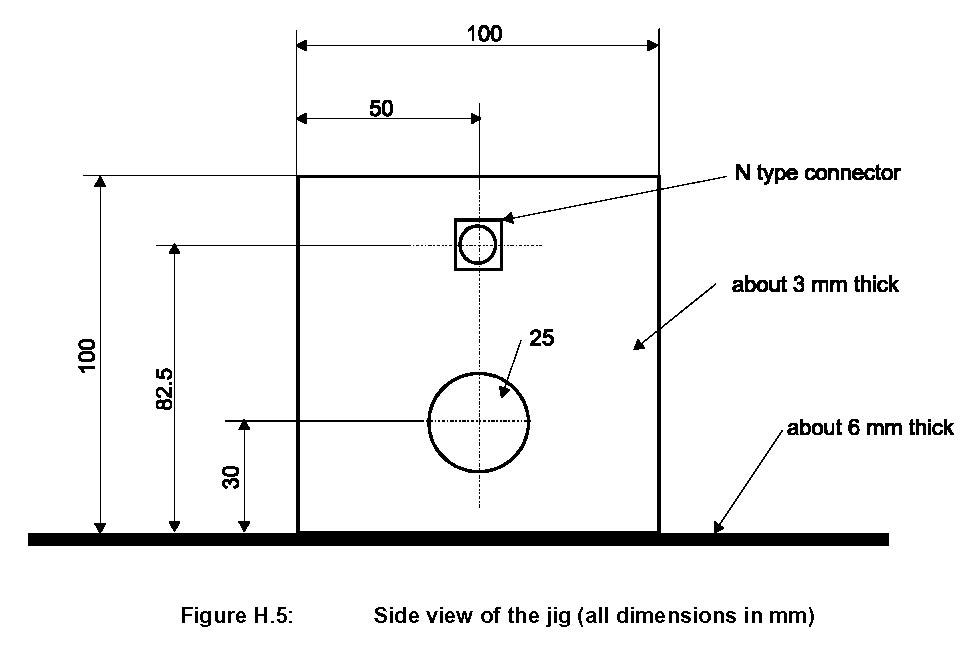 100
50
N type connector
about 3 mm thick
25
100
82.5
about 6 mm thick
30
Figure H.5: Side view of the jig (all dimensions in mm)